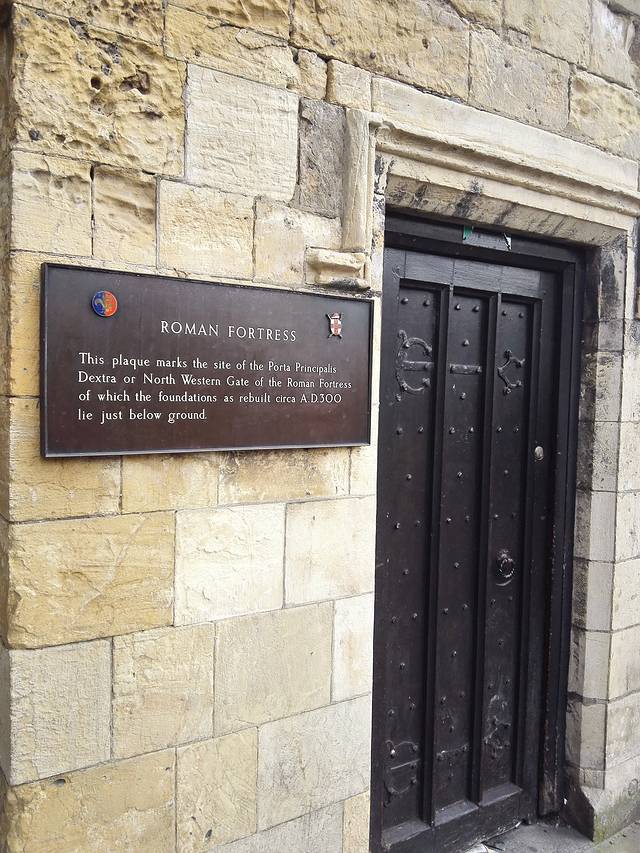 ROMAN FORTRESS
This plaque marks the site of the Porta Principalis
Dextra or North Western Gate of the Roman Fortress
of which the foundations as rebuilt circa A.D.300
lie just below ground.